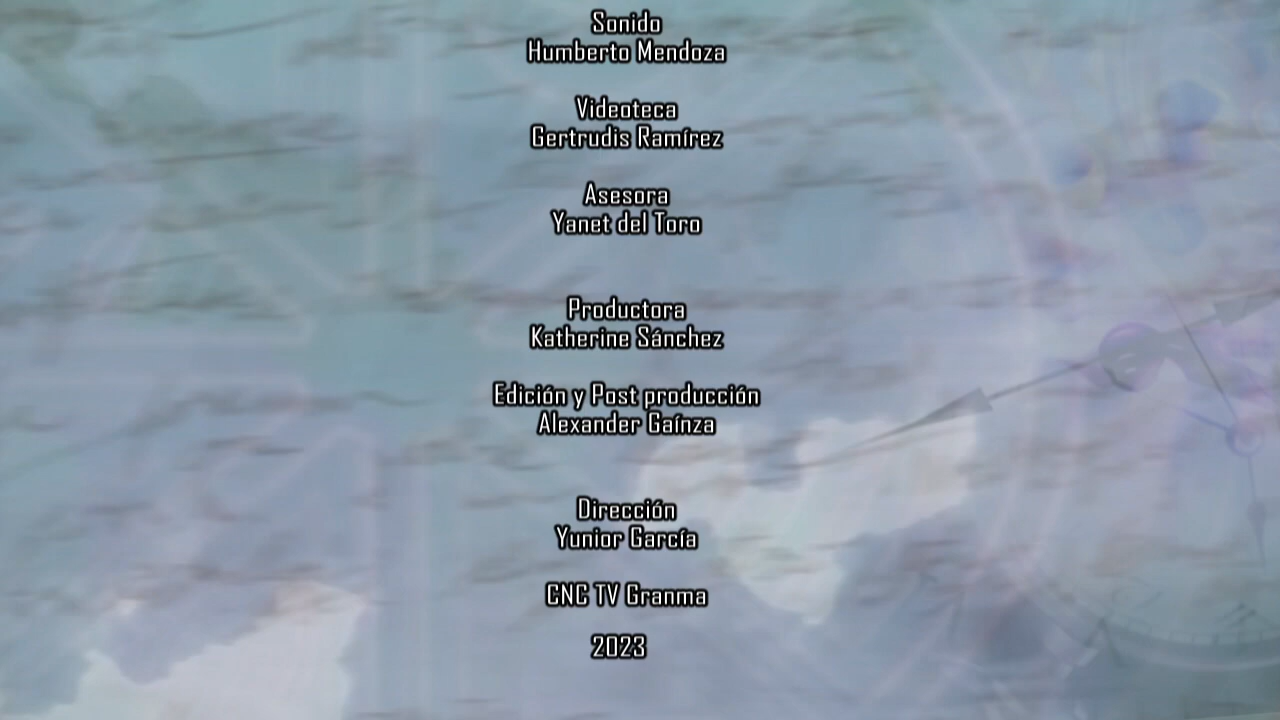 Sonido
Humberto Mendoza
Videoteca
Gertrudis Ramírez
Asesora
Yanet del Toro
Productora
Katherine Sánchez
Edición y Post producción
Alexander Gaínza
Dirección
Yunior García
CNC TV Granma
2023